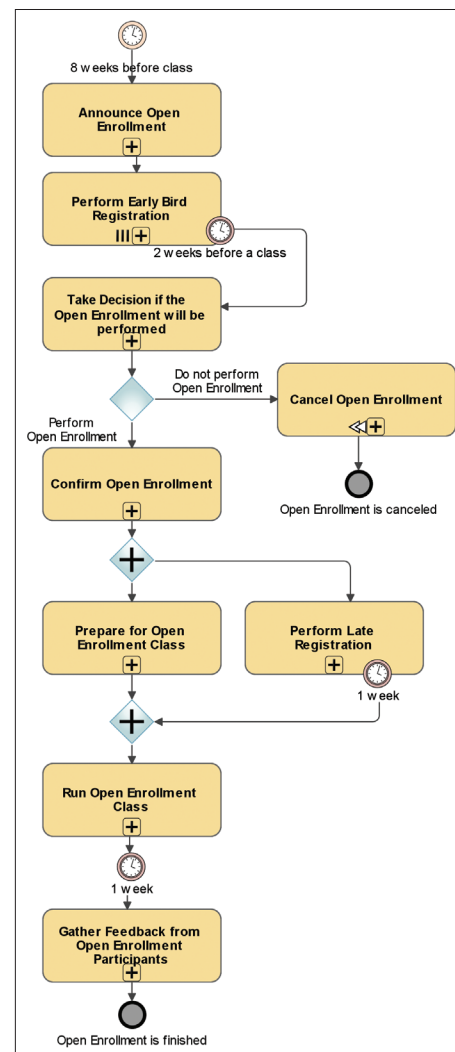 8 weeks before class
Announce Open
Enrollment
Perform Early Bird
Registration
2 weeks before a class
Take Decision if the
Open Enrollment will be
performed
Do not perform
Open Enrollment
Cancel Open Enrollment
Perform
Open Enrollment
Confirm Open Enrollment
Open Enrollment is canceled
Prepare for Open
Enrollment Class
Perform Late
Registration
1 week
Run Open Enrollment
Class
1 week
Gather Feedback from
Open Enrollment
Participants
Open Enrollment is finished